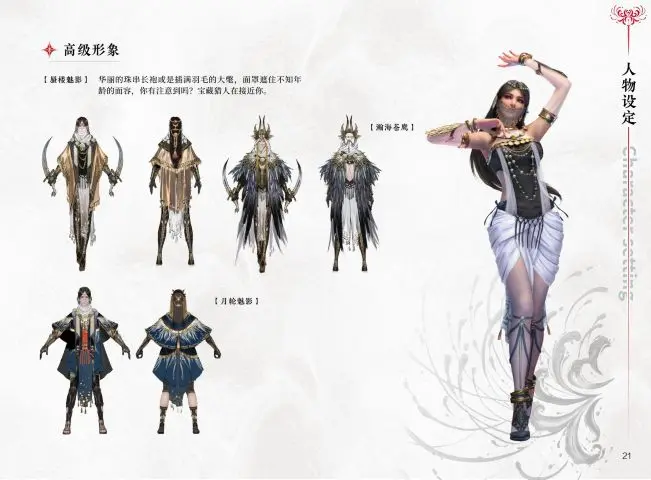 高级形象
【蜃楼魅影】 华丽的珠串长袍或是插满羽毛的大氅，面罩遮住不知年
龄的面容，你有注意到吗？宝藏猎人在接近你。
【瀚海苍鹰】
【月轮魅影】
人物设定
Character setting
21